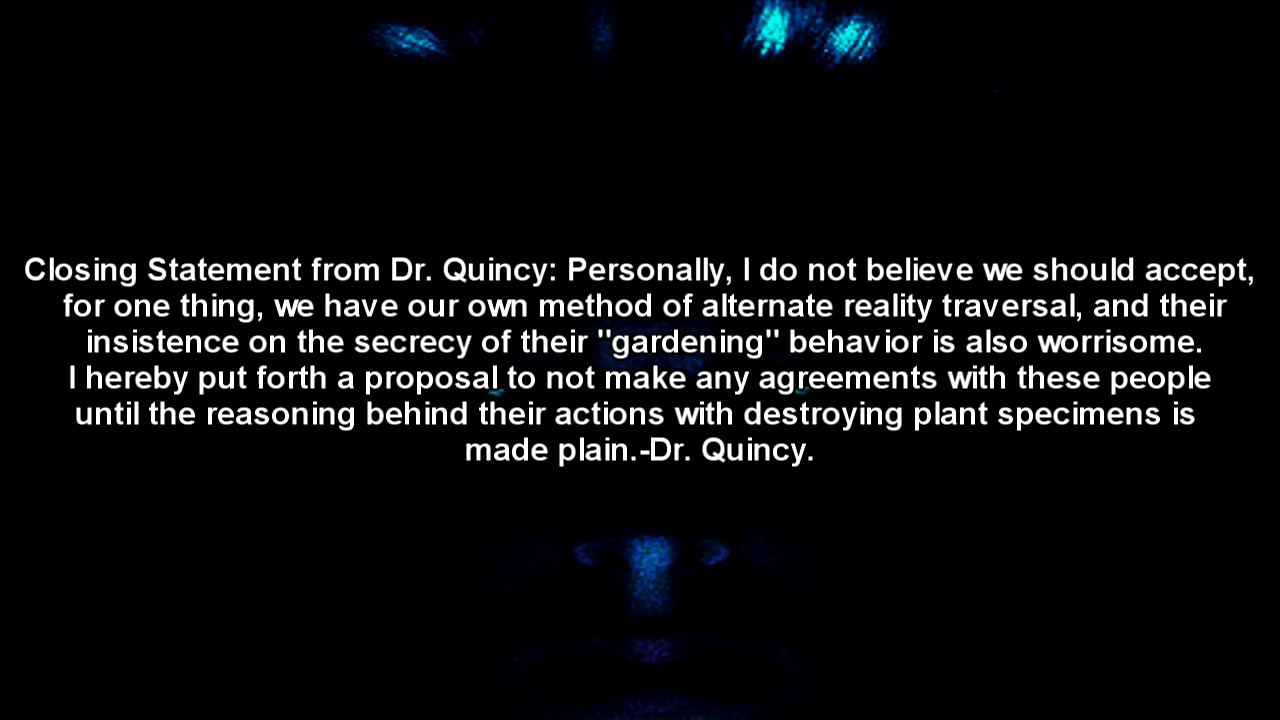 Closing Statement from Dr. Quincy: Personally, I do not believe we should accept,
for one thing, we have our own method of alternate reality traversal, and their
insistence on the secrecy of their "gardening" behavior is also worrisome.
I hereby put forth a proposal to not make any agreements with these people
until the reasoning behind their actions with destroying plant specimens is
made plain.-Dr. Quincy.